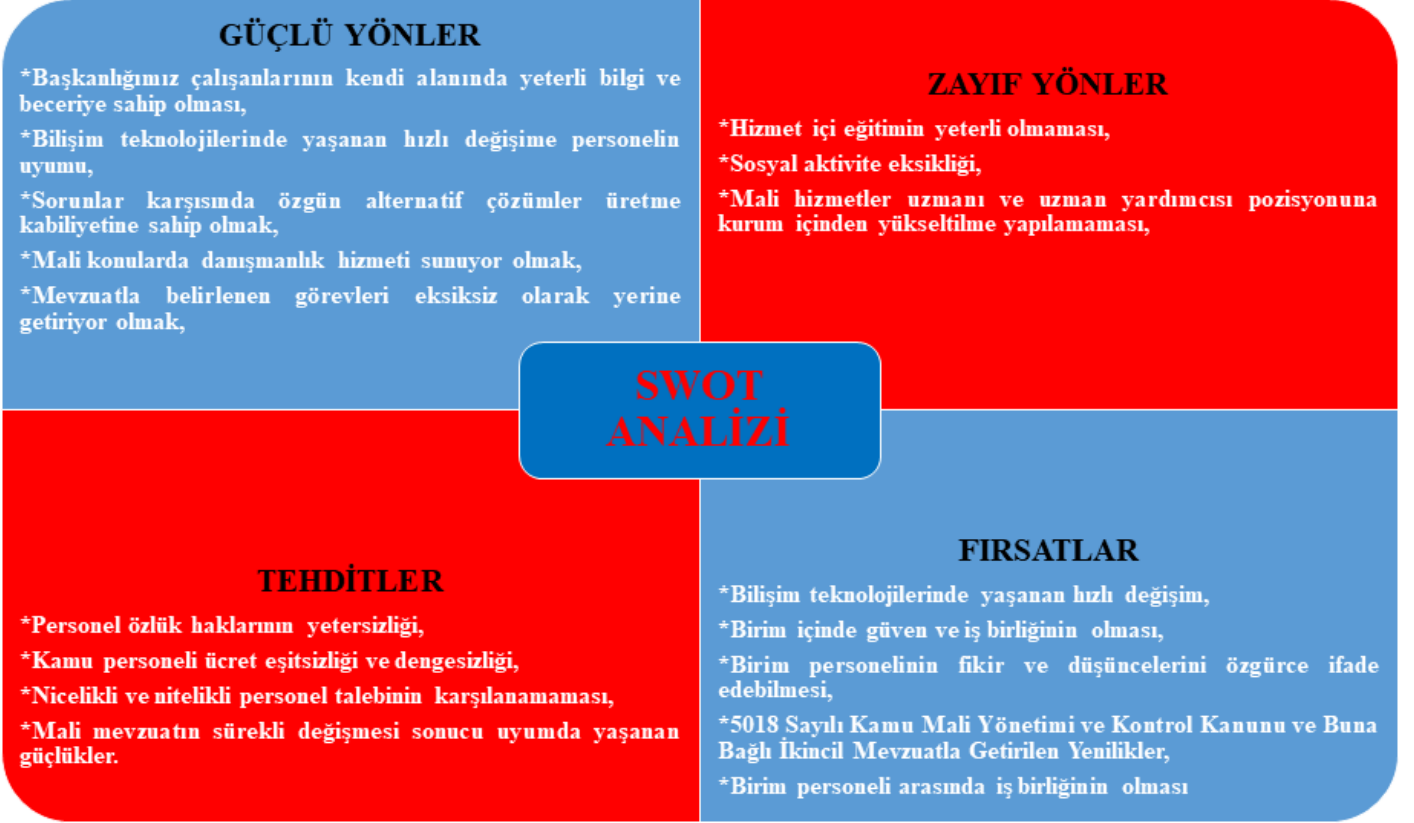 GÜÇLÜ YÖNLER
*Başkanlığımız çalışanlarının kendi alanında yeterli bilgi ve
beceriye sahip olması,
*Bilişim teknolojilerinde yaşanan hızlı değişime personelin
uyumu,
*Sorunlar karşısında özgün alternatif çözümler üretme
kabiliyetine sahip olmak,
*Mali konularda danışmanlık hizmeti sunuyor olmak,
*Mevzuatla belirlenen görevleri eksiksiz olarak yerine
getiriyor olmak,
ZAYIF YÖNLER
*Hizmet içi eğitimin yeterli olmaması,
*Sosyal aktivite eksikliği,
*Mali hizmetler uzmanı ve uzman yardımcısı pozisyonuna
kurum içinden yükseltilme yapılamaması,
SWOT
ANALİZİ
TEHDİTLER
*Personel özlük haklarının yetersizliği,
*Kamu personeli ücret eşitsizliği ve dengesizliği,
*Nicelikli ve nitelikli personel talebinin karşılanamaması,
*Mali mevzuatın sürekli değişmesi sonucu uyumda yaşanan
güçlükler.
FIRSATLAR
*Bilişim teknolojilerinde yaşanan hızlı değişim,
*Birim içinde güven ve iş birliğinin olması,
*Birim personelinin fikir ve düşüncelerini özgürce ifade
edebilmesi,
*5018 Sayılı Kamu Mali Yönetimi ve Kontrol Kanunu ve Buna
Bağlı İkincil Mevzuatla Getirilen Yenilikler,
*Birim personeli arasında iş birliğinin olması